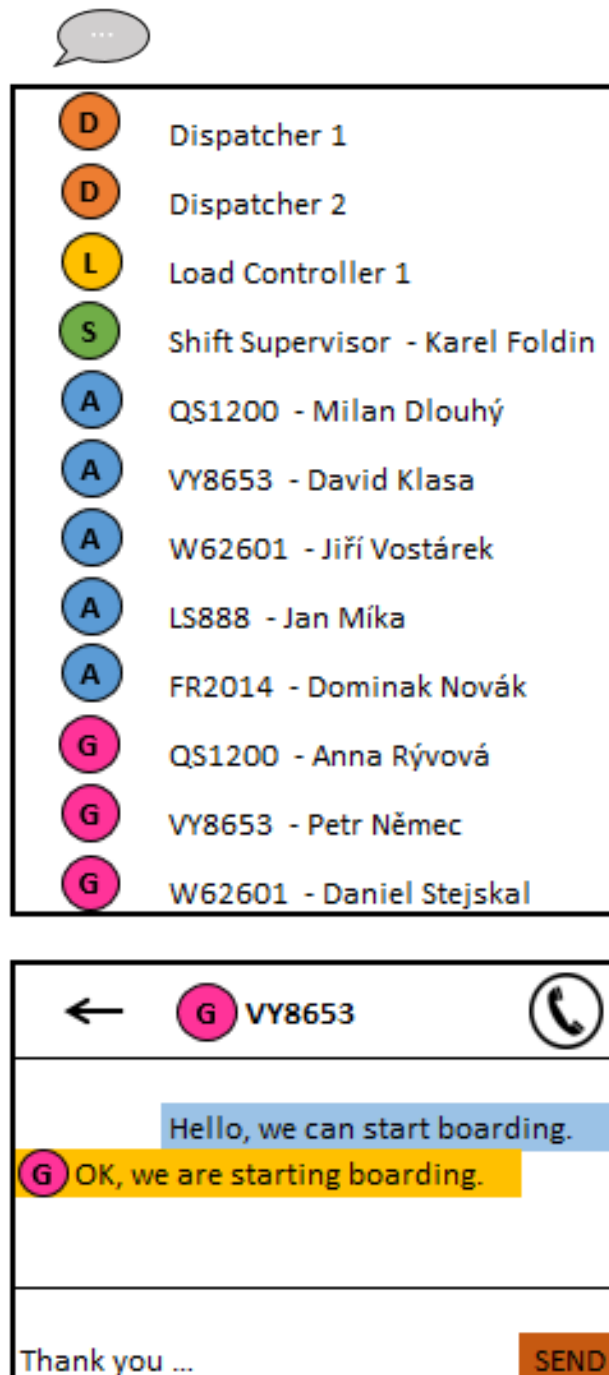 ...
D Dispatcher 1
D Dispatcher 2
L Load Controller 1
S Shift Supervisor - Karel Foldin
A QS1200 - Milan Dlouhý
A VY8653 - David Klasa
A W62601 - Jiří Vostárek
A LS888 - Jan Míka
A FR2014 - Dominak Novák
G QS1200 - Anna Rývová
G VY8653 - Petr Němec
G W62601 - Daniel Stejskal
G VY8653
Hello, we can start boarding.
G OK, we are starting boarding.
Thank you ... SEND